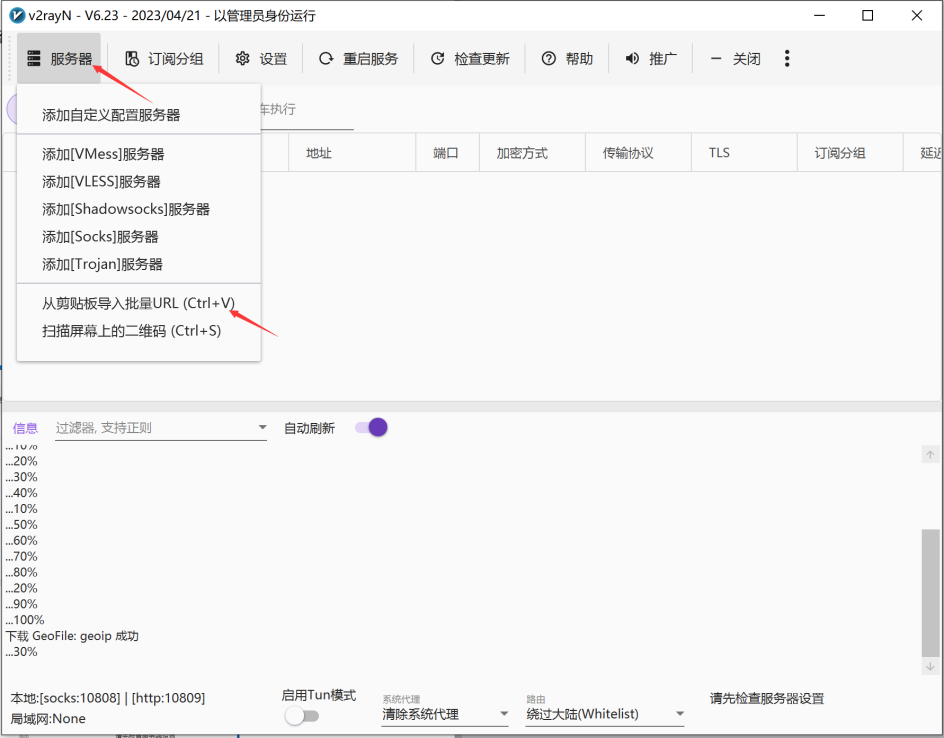 v2rayN - V6.23 - 2023/04/21 - 以管理员身份运行
服务器 订阅分组 设置 重启服务 检查更新 帮助 推广 关闭
添加自定义配置服务器
执行
地址 端口 加密方式 传输协议 TLS 订阅分组 延迟
添加[VMess]服务器
添加[VLESS]服务器
添加[Shadowsocks]服务器
添加[Socks]服务器
添加[Trojan]服务器
从剪贴板导入批量URL (Ctrl+V)
扫描屏幕上的二维码 (Ctrl+S)
信息 过滤器, 支持正则 自动刷新
...10%
...20%
...30%
...40%
...10%
...50%
...60%
...70%
...80%
...20%
...90%
...100%
下载 GeoFile: geoip 成功
...30%
本地:[socks:10808] | [http:10809]
局域网:None
启用Tun模式
系统代理
清除系统代理
路由
绕过大陆(Whitelist)
请先检查服务器设置